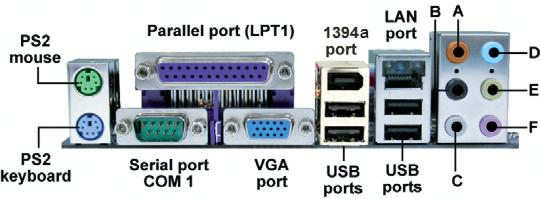 Parallel port (LPT1)
PS2
mouse
1394a
port
LAN
port
B
A
D
E
F
C
PS2
keyboard
Serial port
COM 1
VGA
port
USB
ports
USB
ports